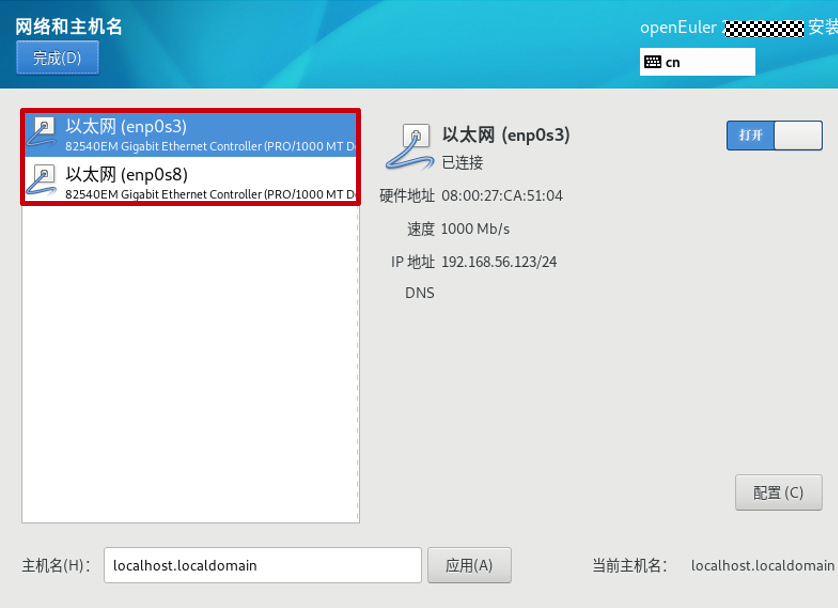 网络和主机名
openEuler
安装
完成(D)
cn
以太网 (enp0s3)
82540EM Gigabit Ethernet Controller (PRO/1000 MT D
以太网 (enp0s8)
82540EM Gigabit Ethernet Controller (PRO/1000 MT D
以太网 (enp0s3)
已连接
打开
硬件地址 08:00:27:CA:51:04
速度 1000 Mb/s
IP 地址 192.168.56.123/24
DNS
配置 (C)
主机名(H)： localhost.localdomain 应用(A) 当前主机名： localhost.localdomain